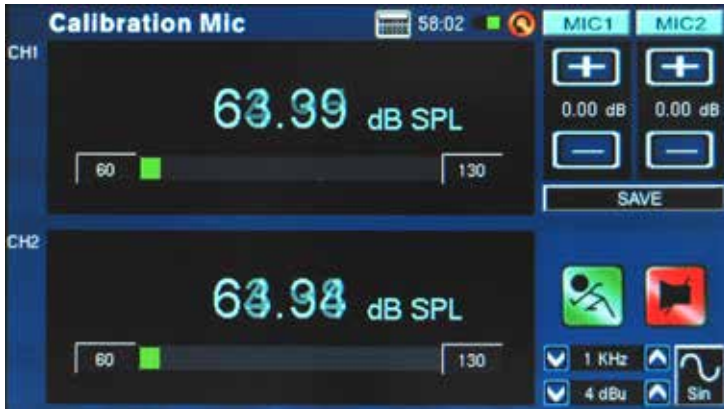 Calibration Mic
58:02
MIC1 MIC2
CH1
dB SPL
0.00 dB 0.00 dB
60
130
SAVE
CH2
dB SPL
60
130
1 KHz
4 dBu
Sin